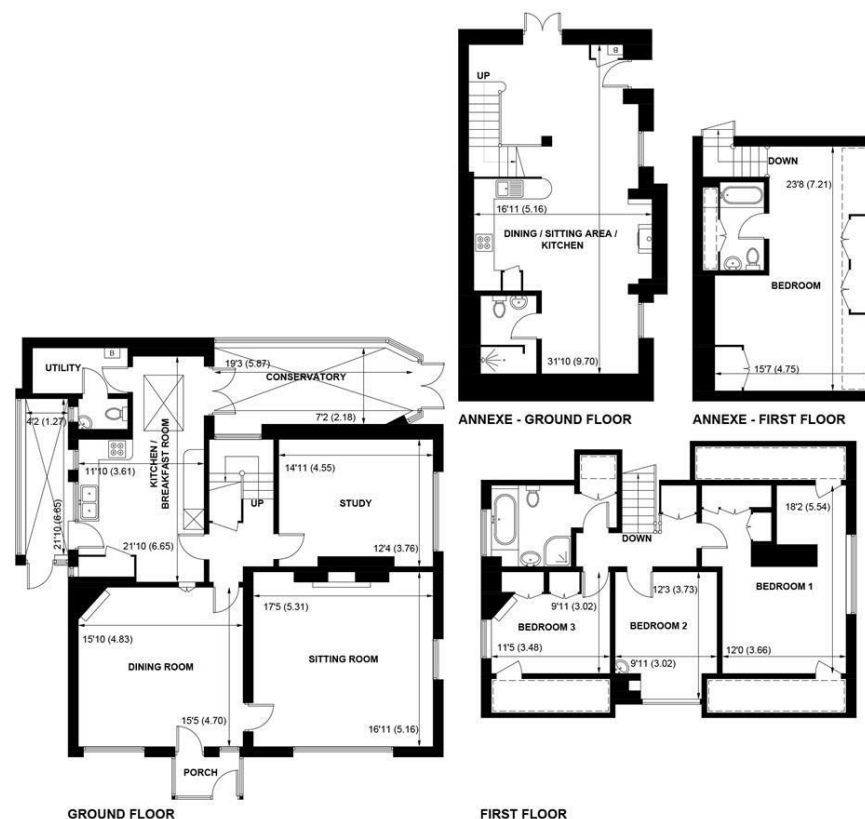 B
UP
16'11 (5.16)
DINING / SITTING AREA /
KITCHEN
31'10 (9.70)
ANNEXE - GROUND FLOOR
DOWN
23'8 (7.21)
BEDROOM
15'7 (4.75)
ANNEXE - FIRST FLOOR
B
UTILITY
19'3 (5.87)
CONSERVATORY
7'2 (2.18)
4'2 (1.27)
11'10 (3.61)
KITCHEN /
BREAKFAST ROOM
21'10 (6.65)
21'10 (6.65)
UP
14'11 (4.55)
STUDY
12'4 (3.76)
15'10 (4.83)
DINING ROOM
15'5 (4.70)
17'5 (5.31)
SITTING ROOM
16'11 (5.16)
PORCH
GROUND FLOOR
18'2 (5.54)
DOWN
BEDROOM 1
12'0 (3.66)
12'3 (3.73)
BEDROOM 2
9'11 (3.02)
9'11 (3.02)
BEDROOM 3
11'5 (3.48)
FIRST FLOOR